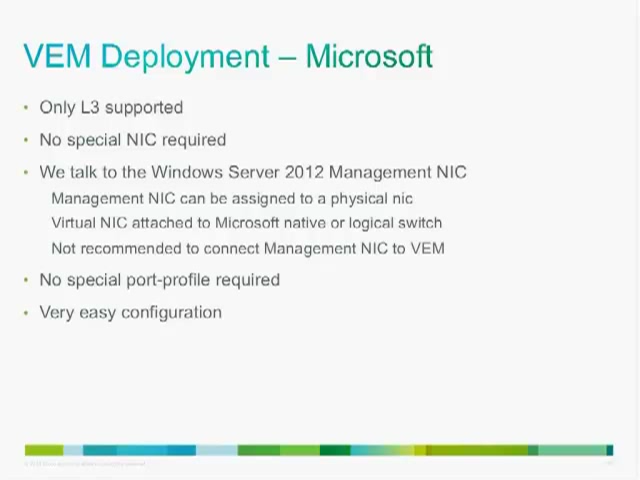 VEM Deployment – Microsoft
• Only L3 supported
• No special NIC required
• We talk to the Windows Server 2012 Management NIC
Management NIC can be assigned to a physical nic
Virtual NIC attached to Microsoft native or logical switch
Not recommended to connect Management NIC to VEM
• No special port-profile required
• Very easy configuration